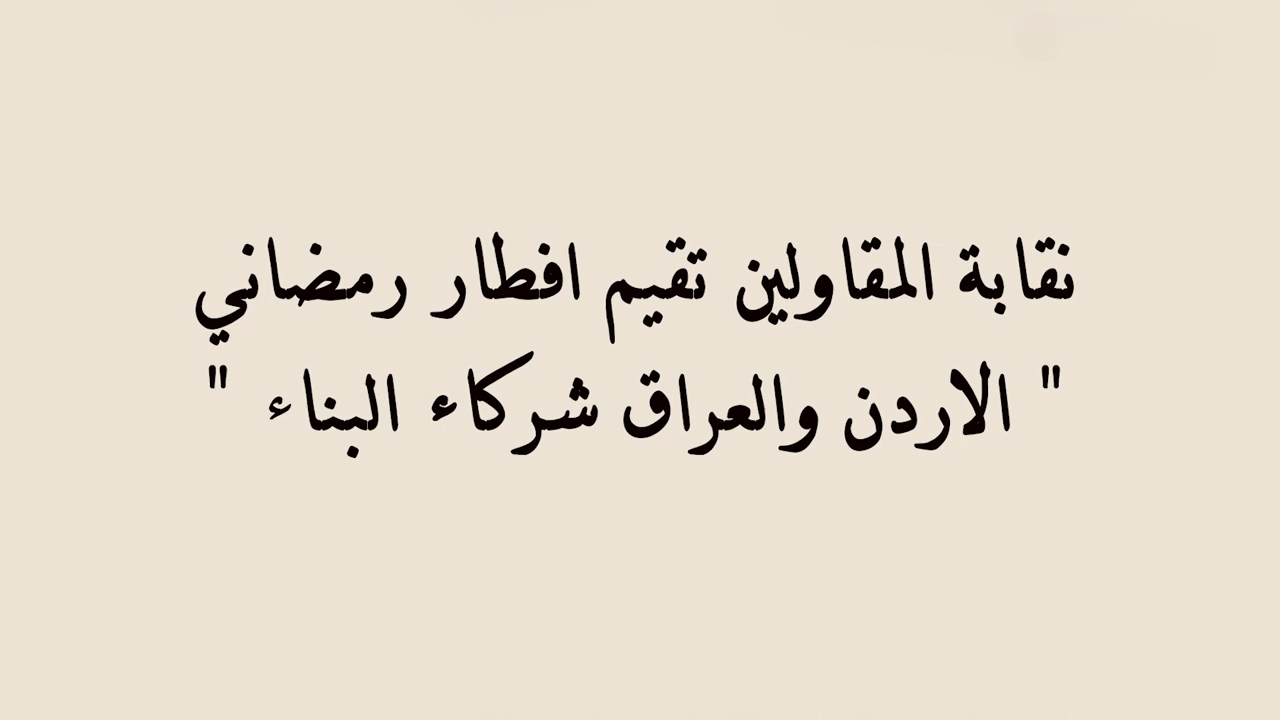 نقابة المقاولين تقيم افطار رمضاني
" الاردن والعراق شركاء البناء "